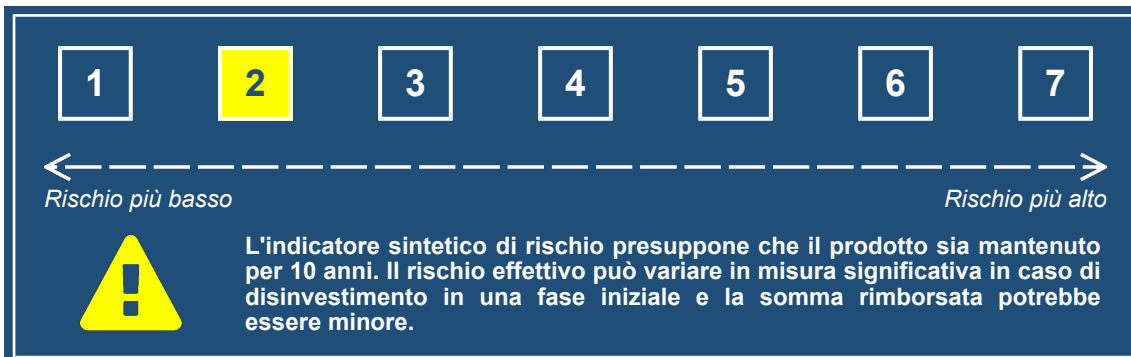 1 2 3 4 5 6 7
Rischio più basso Rischio più alto
L'indicatore sintetico di rischio presuppone che il prodotto sia mantenuto
per 10 anni. Il rischio effettivo può variare in misura significativa in caso di
disinvestimento in una fase iniziale e la somma rimborsata potrebbe
essere minore.